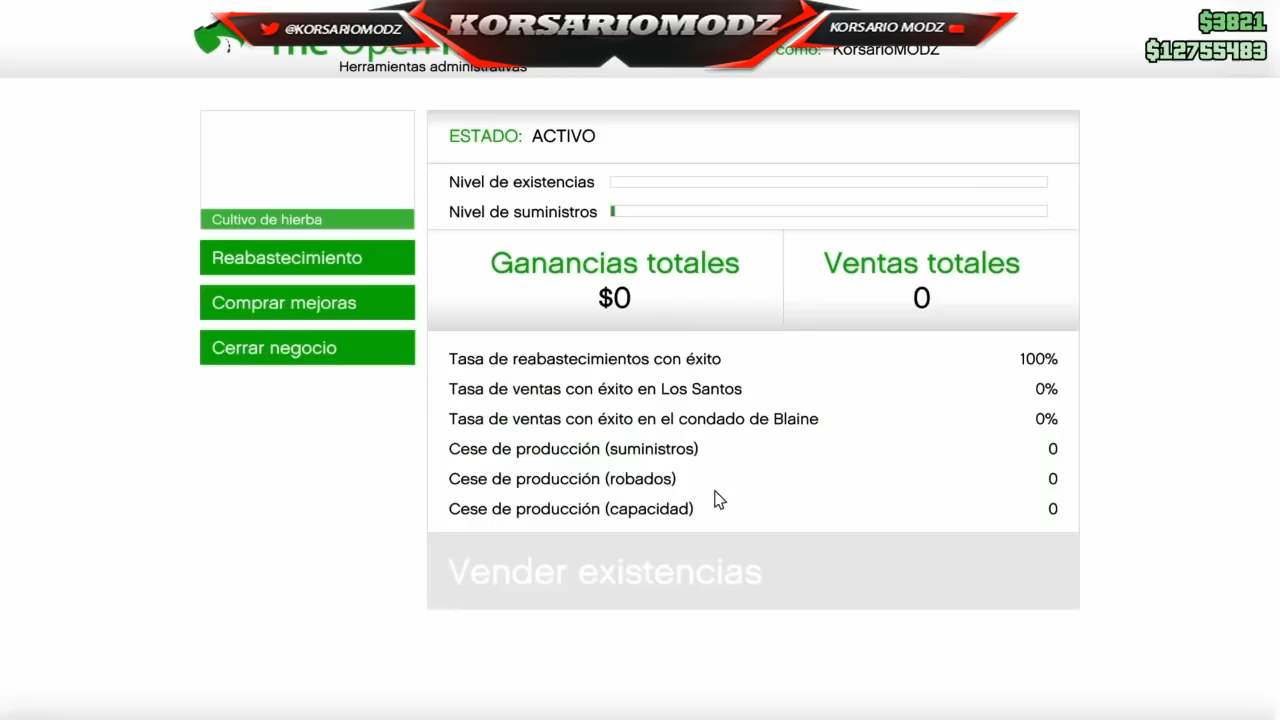 @KORSARIOMODZ
KORSARIOMODZ
KORSARIO MODZ
$3821
$12755483
como: KorsarioMODZ
Herramientas administrativas
ESTADO: ACTIVO
Nivel de existencias
Nivel de suministros
Cultivo de hierba
Reabastecimiento
Comprar mejoras
Cerrar negocio
Ganancias totales
$0
Ventas totales
0
Tasa de reabastecimientos con éxito 100%
Tasa de ventas con éxito en Los Santos 0%
Tasa de ventas con éxito en el condado de Blaine 0%
Cese de producción (suministros) 0
Cese de producción (robados) 0
Cese de producción (capacidad) 0
Vender existencias